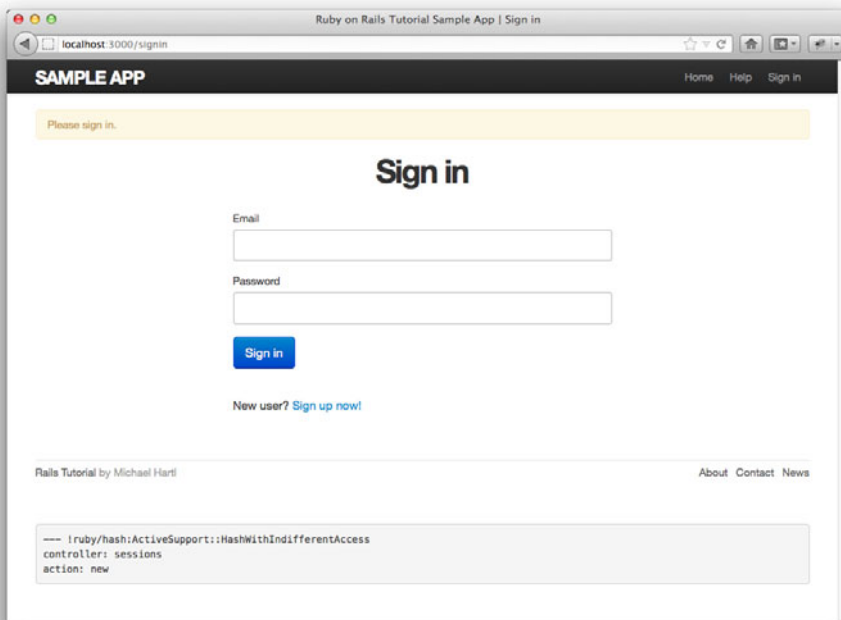 Ruby on Rails Tutorial Sample App | Sign in
localhost:3000/signin
SAMPLE APP
Home Help Sign in
Please sign in.
Sign in
Email
Password
Sign in
New user? Sign up now!
Rails Tutorial by Michael Hartl
About Contact News
--- !ruby/hash:ActiveSupport::HashWithIndifferentAccess
controller: sessions
action: new